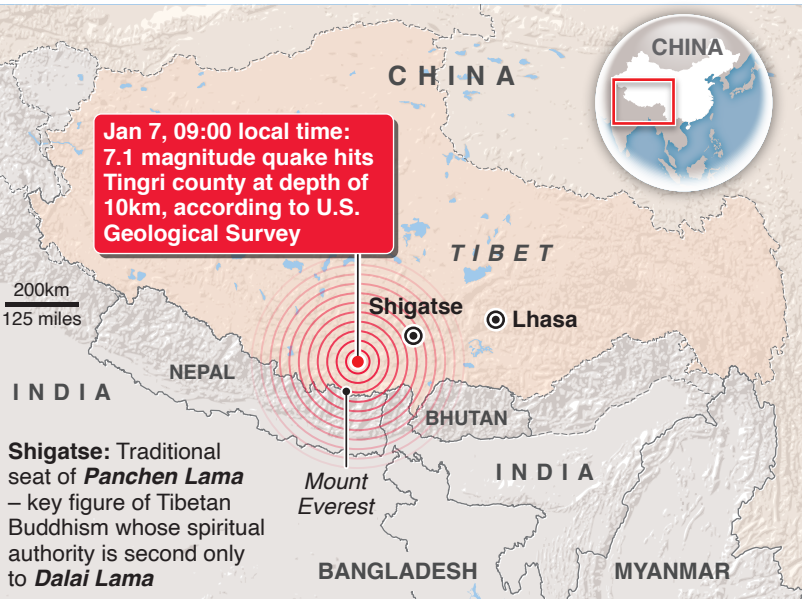 CHINA
CHINA
Jan 7, 09:00 local time:
7.1 magnitude quake hits
Tingri county at depth of
10km, according to U.S.
Geological Survey
TIBET
200km
125 miles
Shigatse
Lhasa
NEPAL
INDIA
BHUTAN
Shigatse: Traditional
seat of Panchen Lama
– key figure of Tibetan
Buddhism whose spiritual
authority is second only
to Dalai Lama
Mount
Everest
INDIA
BANGLADESH
MYANMAR